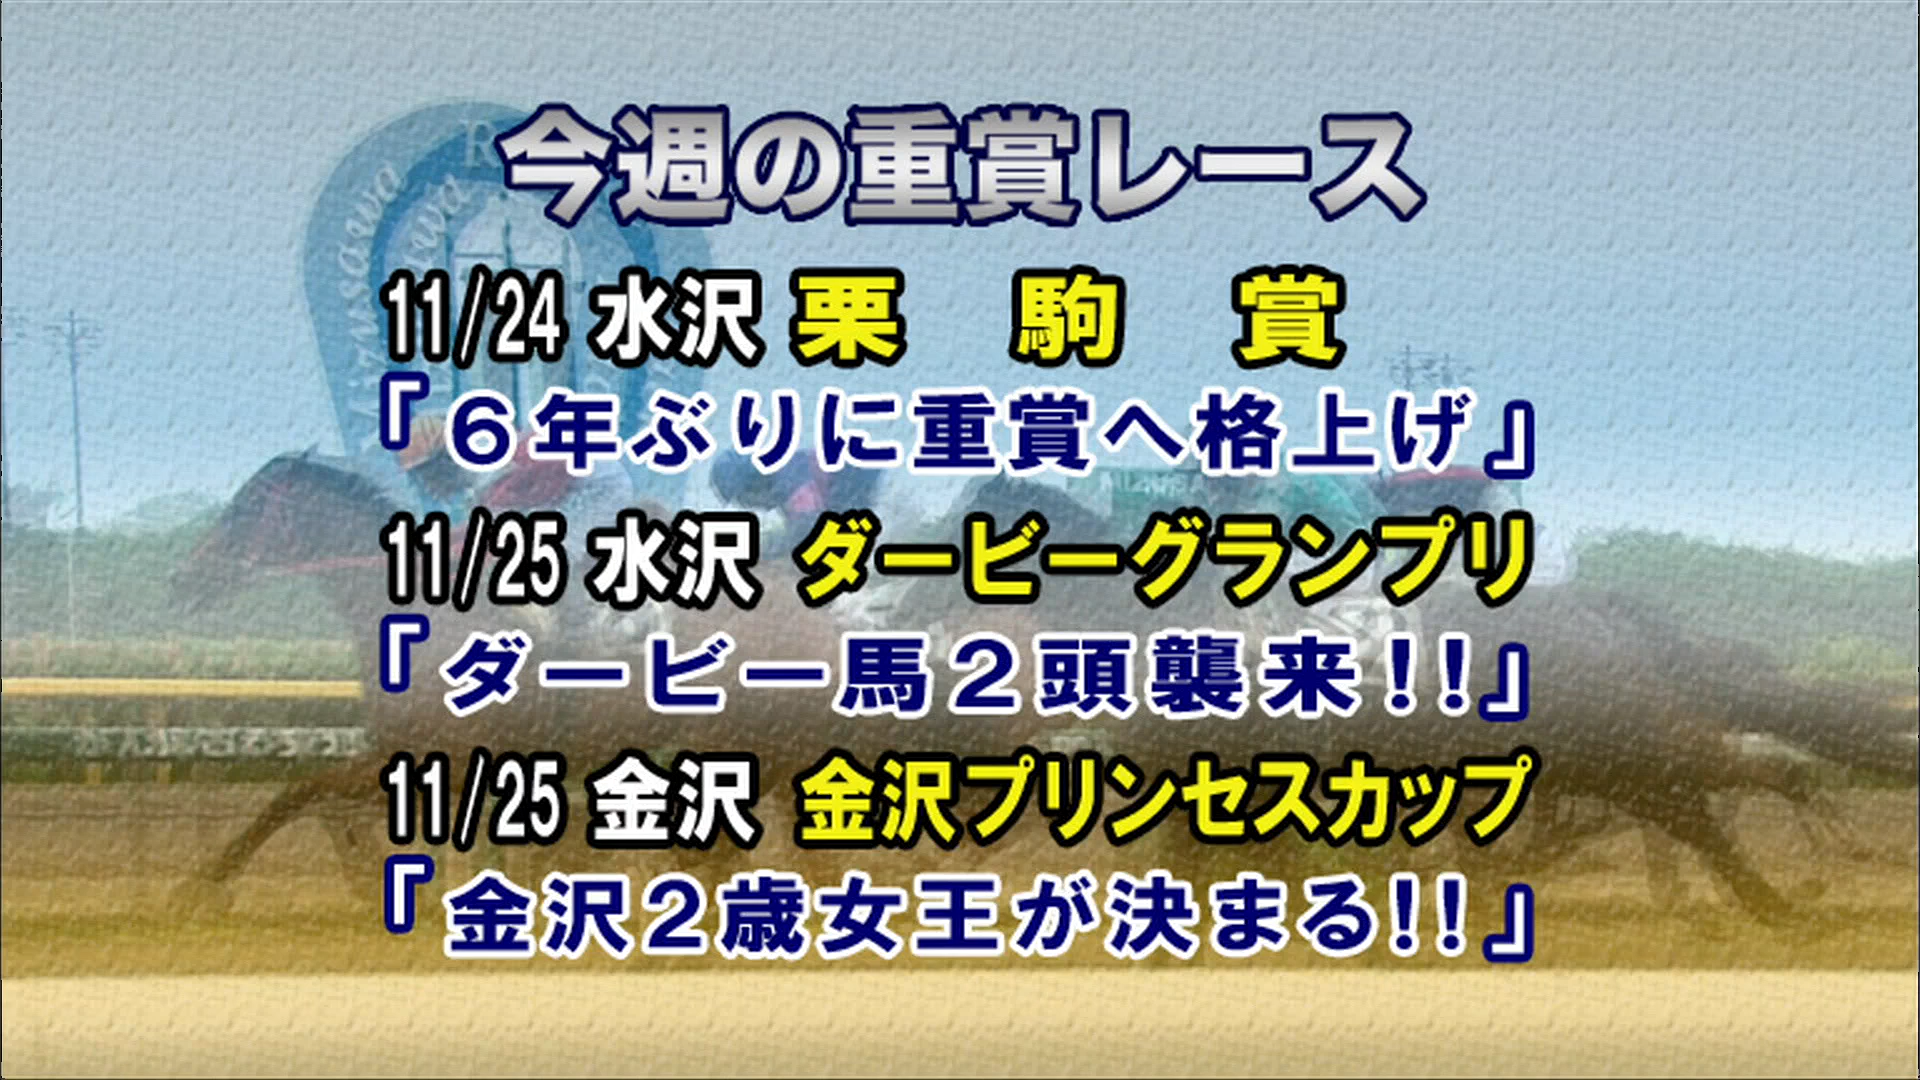 今週の重賞レース
11/24 水沢 栗 駒 賞
『６年ぶりに重賞へ格上げ』
11/25 水沢 ダービーグランプリ
『ダービー馬２頭襲来!!』
11/25 金沢 金沢プリンセスカップ
『金沢２歳女王が決まる!!』